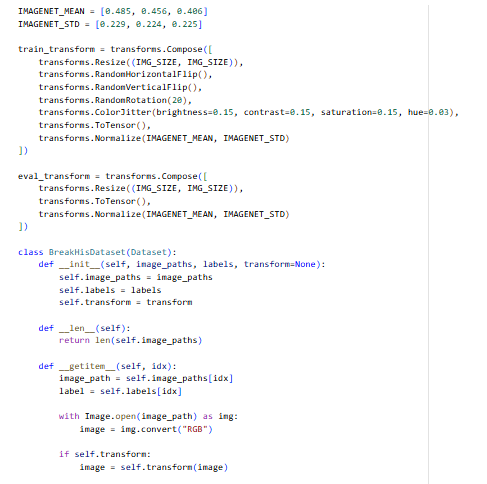 IMAGENET_MEAN = [0.485, 0.456, 0.406]
IMAGENET_STD = [0.229, 0.224, 0.225]

train_transform = transforms.Compose([
    transforms.Resize((IMG_SIZE, IMG_SIZE)),
    transforms.RandomHorizontalFlip(),
    transforms.RandomVerticalFlip(),
    transforms.RandomRotation(20),
    transforms.ColorJitter(brightness=0.15, contrast=0.15, saturation=0.15, hue=0.03),
    transforms.ToTensor(),
    transforms.Normalize(IMAGENET_MEAN, IMAGENET_STD)
])

eval_transform = transforms.Compose([
    transforms.Resize((IMG_SIZE, IMG_SIZE)),
    transforms.ToTensor(),
    transforms.Normalize(IMAGENET_MEAN, IMAGENET_STD)
])

class BreakHisDataset(Dataset):
    def __init__(self, image_paths, labels, transform=None):
        self.image_paths = image_paths
        self.labels = labels
        self.transform = transform

    def __len__(self):
        return len(self.image_paths)

    def __getitem__(self, idx):
        image_path = self.image_paths[idx]
        label = self.labels[idx]

        with Image.open(image_path) as img:
            image = img.convert("RGB")

        if self.transform:
            image = self.transform(image)